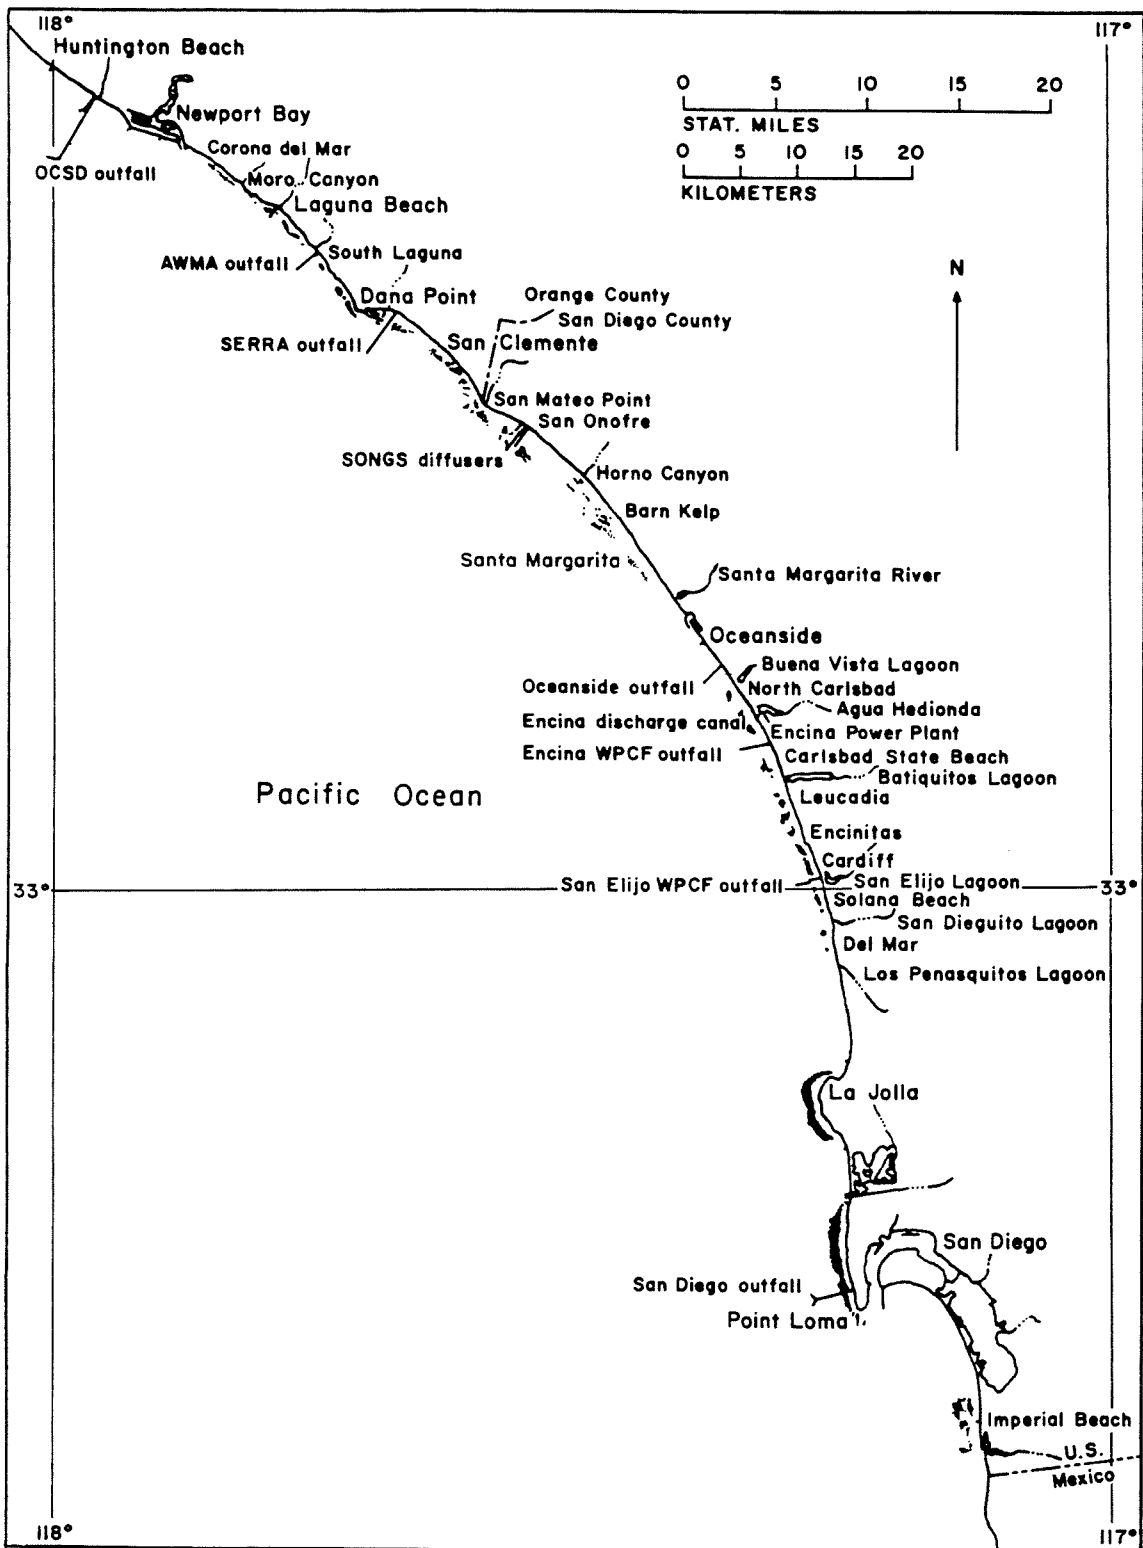 118°
117°
Huntington Beach
0 5 10 15 20
STAT. MILES
Newport Bay
Corona del Mar
0 5 10 15 20
KILOMETERS
OCSD outfall
Moro Canyon
Laguna Beach
South Laguna
AWMA outfall
N
Dana Point
Orange County
San Diego County
SERRA outfall
San Clemente
San Mateo Point
San Onofre
SONGS diffusers
Horno Canyon
Barn Kelp
Santa Margarita
Santa Margarita River
Oceanside
Buena Vista Lagoon
Oceanside outfall
North Carlsbad
Agua Hedionda
Encina discharge canal
Encina Power Plant
Encina WPCF outfall
Carlsbad State Beach
Batiquitos Lagoon
Pacific Ocean
Leucadia
Encinitas
Cardiff
33°
San Elijo WPCF outfall
San Elijo Lagoon
33°
Solana Beach
San Dieguito Lagoon
Del Mar
Los Penasquitos Lagoon
La Jolla
San Diego
San Diego outfall
Point Loma
Imperial Beach
U.S.
Mexico
118°
117°